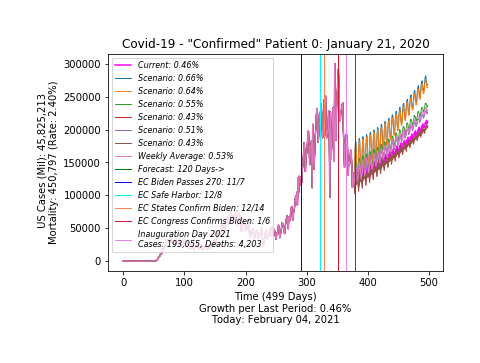 Covid-19 - "Confirmed" Patient 0: January 21, 2020
US Cases (Mil): 45,825,213
Mortality: 450,797 (Rate: 2.40%)
300000
250000
200000
150000
100000
50000
0
Current: 0.46%
Scenario: 0.66%
Scenario: 0.64%
Scenario: 0.55%
Scenario: 0.43%
Scenario: 0.51%
Scenario: 0.43%
Weekly Average: 0.53%
Forecast: 120 Days->
EC Biden Passes 270: 11/7
EC Safe Harbor: 12/8
EC States Confirm Biden: 12/14
EC Congress Confirms Biden: 1/6
Inauguration Day 2021
Cases: 193,055, Deaths: 4,203
0 100 200 300 400 500
Time (499 Days)
Growth per Last Period: 0.46%
Today: February 04, 2021